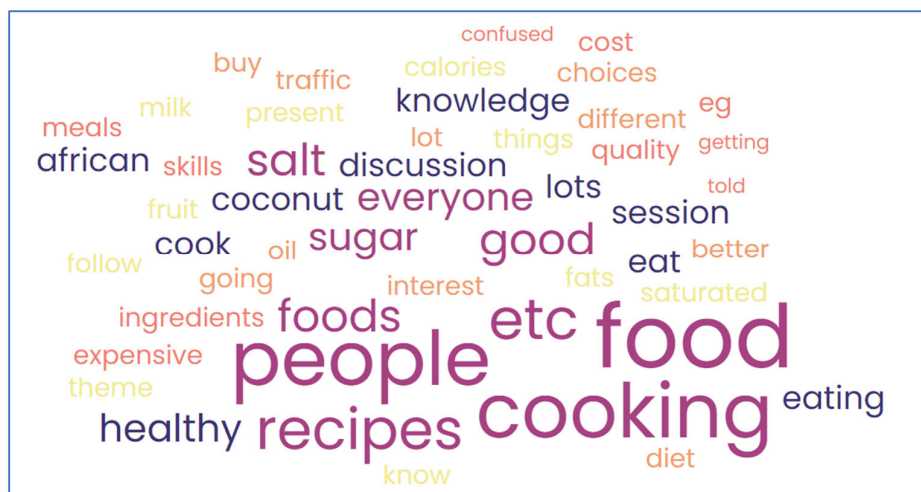 confused cost
buy traffic calories choices
milk present knowledge different eg
meals lot things quality getting
african skills salt discussion lots told
fruit coconut everyone session
cook oil sugar good eat better
follow going interest fats saturated
ingredients foods etc food
expensive people
theme cooking eating
healthy recipes
know diet